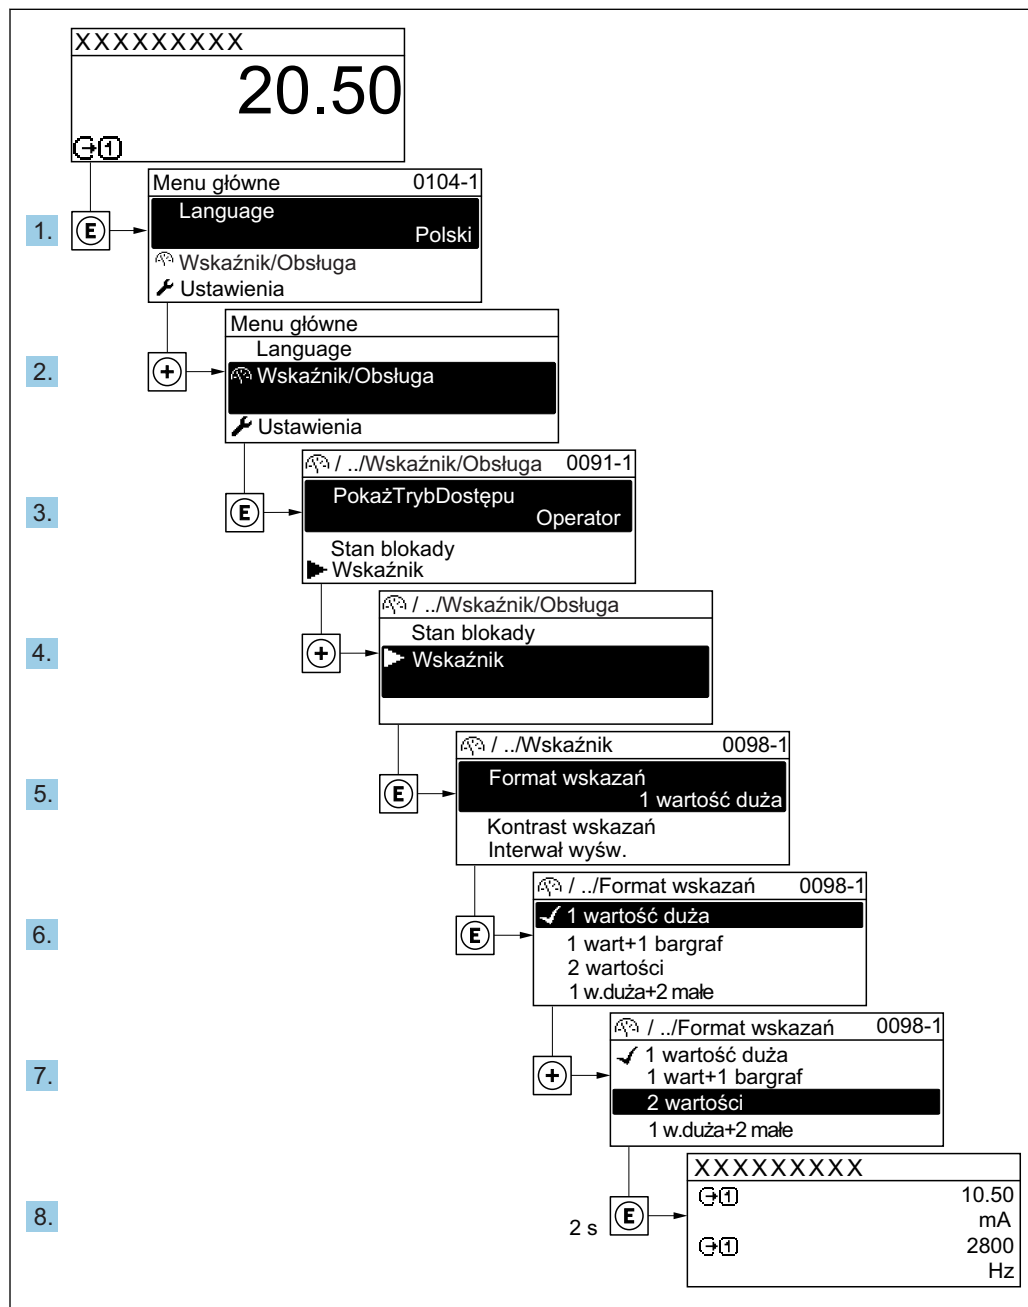 XXXXXXXXX
20.50
1
1.
E
Menu główne 0104-1
Language
Polski
Wskaźnik/Obsługa
Ustawienia
2.
+
Menu główne
Language
Wskaźnik/Obsługa
Ustawienia
3.
E
/ ../Wskaźnik/Obsługa 0091-1
PokażTrybDostępu
Operator
Stan blokady
Wskaźnik
4.
+
/ ../Wskaźnik/Obsługa
Stan blokady
Wskaźnik
5.
E
/ ../Wskaźnik 0098-1
Format wskazań
1 wartość duża
Kontrast wskazań
Interwał wyśw.
6.
E
/ ../Format wskazań 0098-1
1 wartość duża
1 wart+1 bargraf
2 wartości
1 w.duża+2 małe
7.
+
/ ../Format wskazań 0098-1
1 wartość duża
1 wart+1 bargraf
2 wartości
1 w.duża+2 małe
8.
2 s
E
XXXXXXXXX
1 10.50
mA
1 2800
Hz